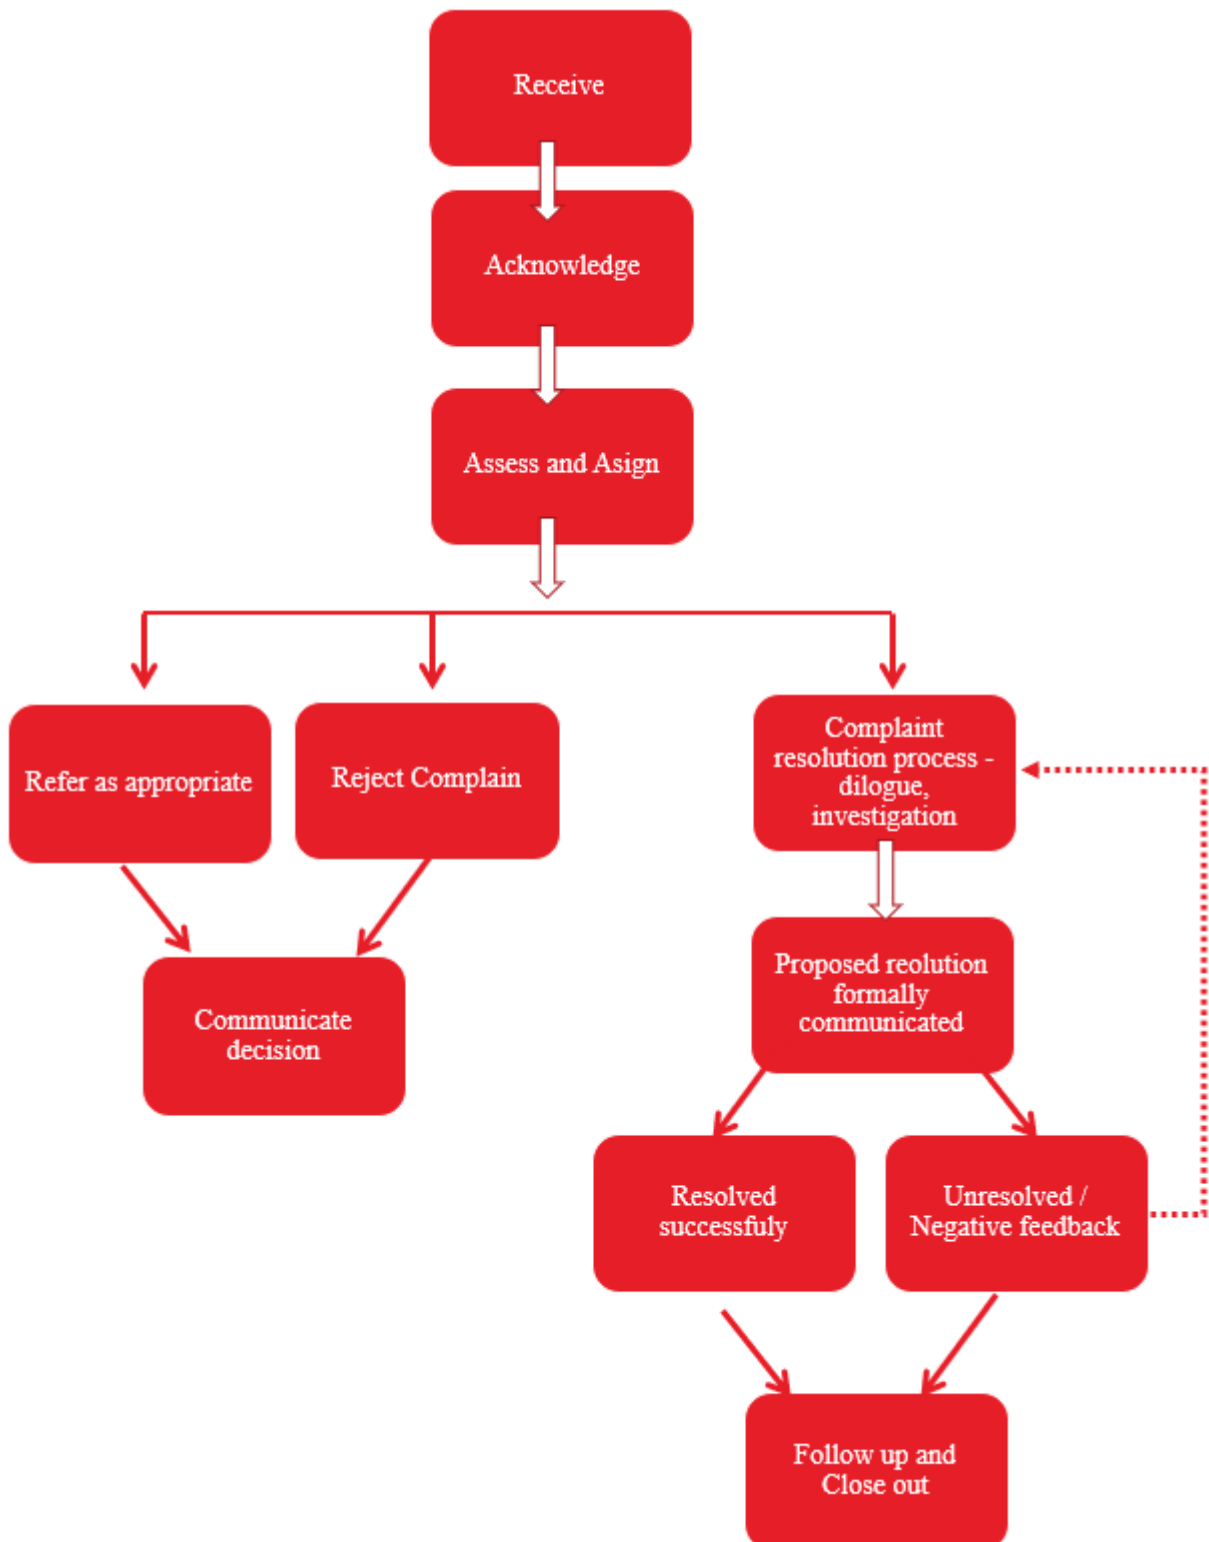 Receive
Acknowledge
Assess and Asign
Refer as appropriate
Reject Complain
Complaint
resolution process -
dilogue,
investigation
Communicate
decision
Proposed reolution
formally
communicated
Resolved
successfuly
Unresolved /
Negative feedback
Follow up and
Close out